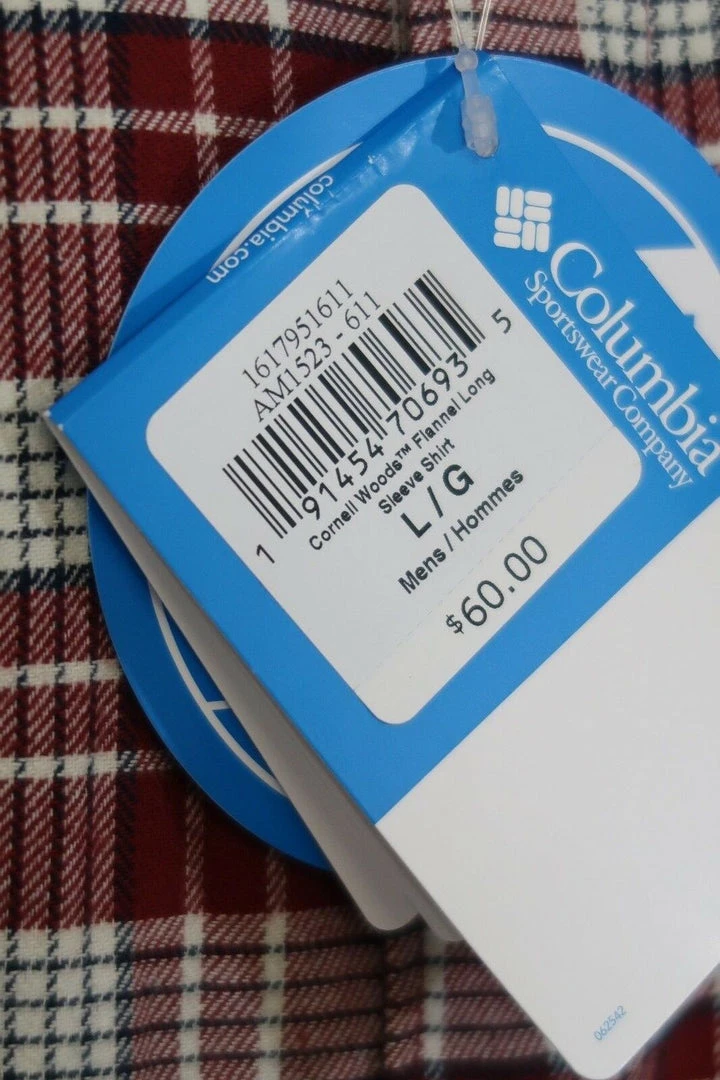 columbia.com
Columbia
Sportswear Company
1617951611
AM1523 - 611
1 91454 70693 5
Cornell Woods™ Flannel Long
Sleeve Shirt
L / G
Mens / Hommes
$60.00
062542